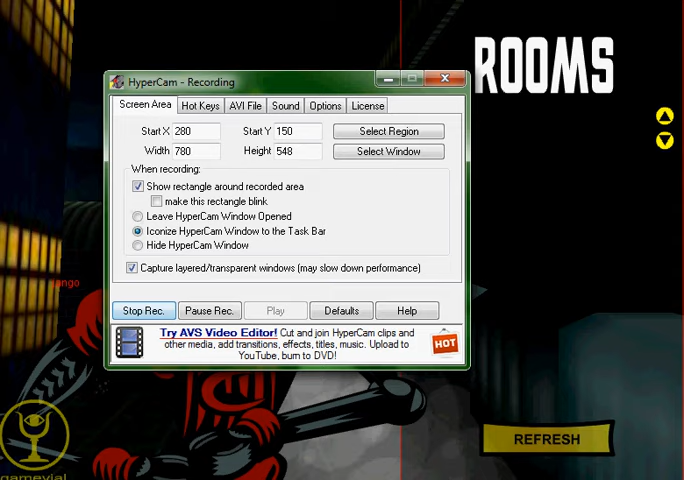 HyperCam - Recording
ROOMS
Screen Area Hot Keys AVI File Sound Options License
Start X 280 Start Y 150 Select Region
Width 780 Height 548 Select Window
When recording:
Show rectangle around recorded area
make this rectangle blink
Leave HyperCam Window Opened
Iconize HyperCam Window to the Task Bar
Hide HyperCam Window
Capture layered/transparent windows (may slow down performance)
ango
Stop Rec. Pause Rec. Play Defaults Help
Try AVS Video Editor! Cut and join HyperCam clips and
other media, add transitions, effects, titles, music. Upload to
YouTube, burn to DVD!
HOT
REFRESH
gamevial